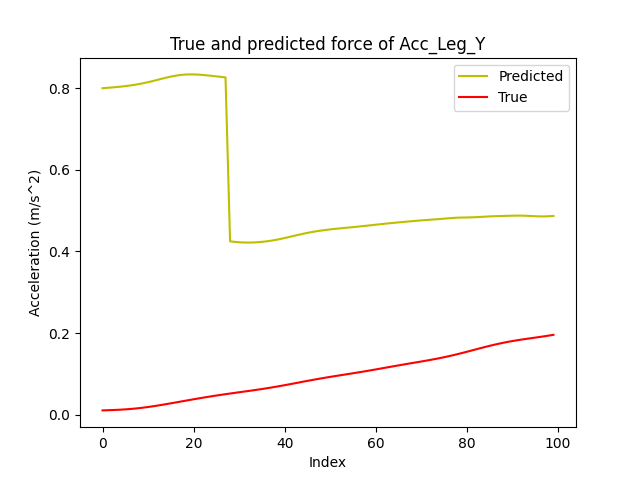 True and predicted force of Acc_Leg_Y
Predicted
True
0.8
0.6
0.4
0.2
0.0
Acceleration (m/s^2)
0 20 40 60 80 100
Index